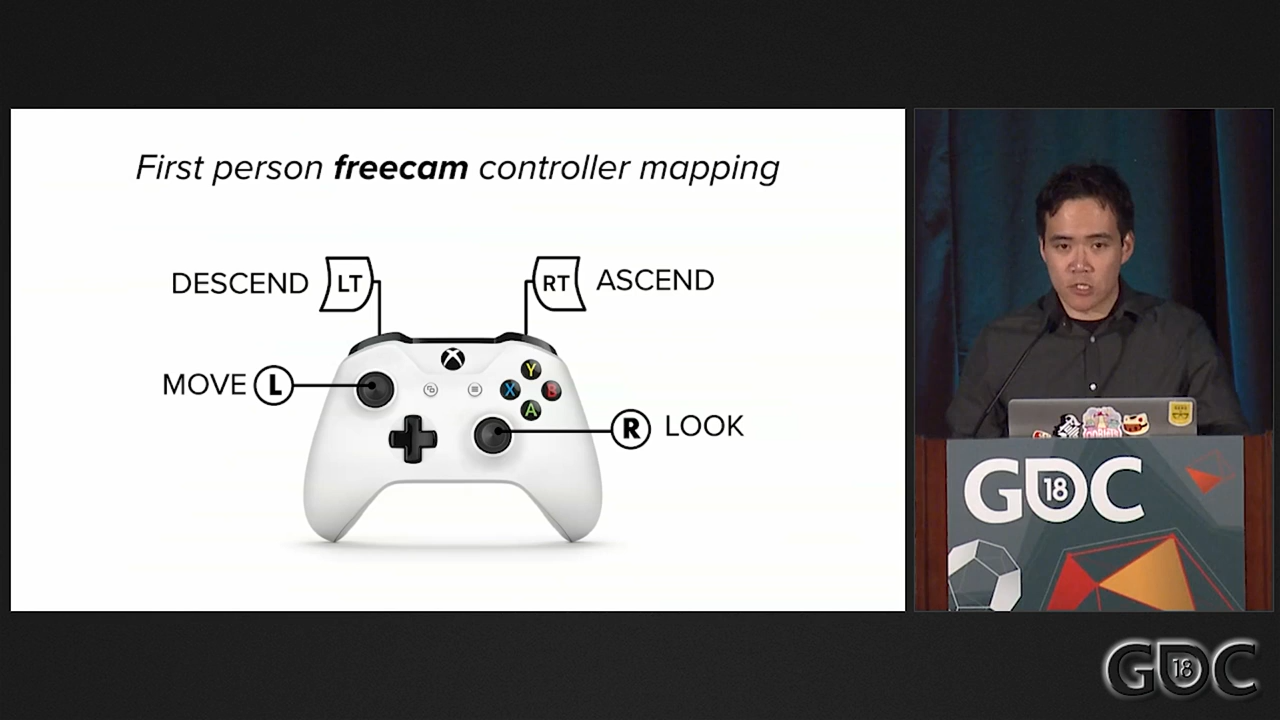 First person freecam controller mapping
DESCEND LT
RT ASCEND
MOVE L
Y
X B
A
R LOOK
GDC 18
GDC 18